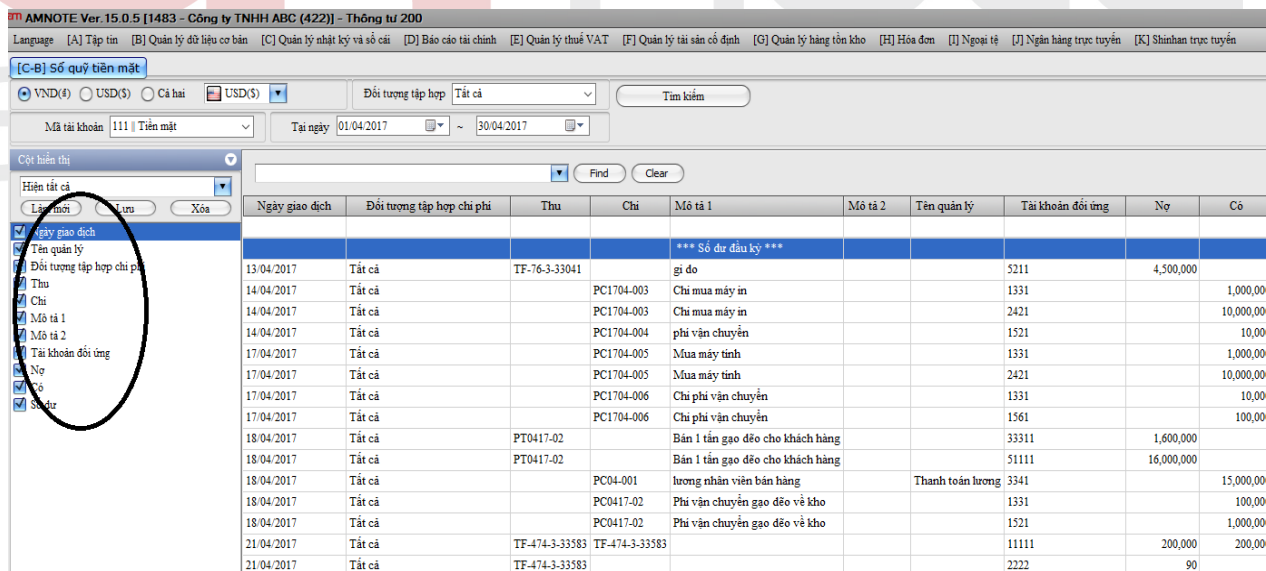 AMNOTE Ver.15.0.5 [1483 - Công ty TNHH ABC (422)] - Thông tư 200
Language [A] Tập tin [B] Quản lý dữ liệu cơ bản [C] Quản lý nhật ký và sổ cái [D] Báo cáo tài chính [E] Quản lý thuế VAT [F] Quản lý tài sản cố định [G] Quản lý hàng tồn kho [H] Hóa đơn [I] Ngoại tệ [J] Ngân hàng trực tuyến [K] Shinhan trực tuyến
[C-B] Sổ quỹ tiền mặt
VND(đ) USD($) Cả hai USD($) Đối tượng tập hợp Tất cả Tìm kiếm
Mã tài khoản 111 || Tiền mặt Tại ngày 01/04/2017 ~ 30/04/2017
Cột hiển thị
Find Clear
Hiện tất cả
Làm mới Lưu Xóa
Ngày giao dịch Đối tượng tập hợp chi phí Thu Chi Mô tả 1 Mô tả 2 Tên quản lý Tài khoản đối ứng Nợ Có
Ngày giao dịch
Tên quản lý
Đối tượng tập hợp chi phí
Thu
Chi
Mô tả 1
Mô tả 2
Tài khoản đối ứng
Nợ
Có
Số dư
*** Số dư đầu kỳ ***
13/04/2017 Tất cả TF-76-3-33041 gi do 5211 4,500,000
14/04/2017 Tất cả PC1704-003 Chi mua máy in 1331 1,000,00
14/04/2017 Tất cả PC1704-003 Chi mua máy in 2421 10,000,00
14/04/2017 Tất cả PC1704-004 phí vận chuyển 1521 10,00
17/04/2017 Tất cả PC1704-005 Mua máy tính 1331 1,000,00
17/04/2017 Tất cả PC1704-005 Mua máy tính 2421 10,000,00
17/04/2017 Tất cả PC1704-006 Chi phí vận chuyển 1331 10,00
17/04/2017 Tất cả PC1704-006 Chi phí vận chuyển 1561 100,00
18/04/2017 Tất cả PT0417-02 Bán 1 tấn gạo dẻo cho khách hàng 33311 1,600,000
18/04/2017 Tất cả PT0417-02 Bán 1 tấn gạo dẻo cho khách hàng 51111 16,000,000
18/04/2017 Tất cả PC04-001 lương nhân viên bán hàng Thanh toán lương 3341 15,000,00
18/04/2017 Tất cả PC0417-02 Phí vận chuyển gạo dẻo về kho 1331 100,00
18/04/2017 Tất cả PC0417-02 Phí vận chuyển gạo dẻo về kho 1521 1,000,00
21/04/2017 Tất cả TF-474-3-33583 TF-474-3-33583 11111 200,000 200,00
21/04/2017 Tất cả TF-474-3-33583 2222 90